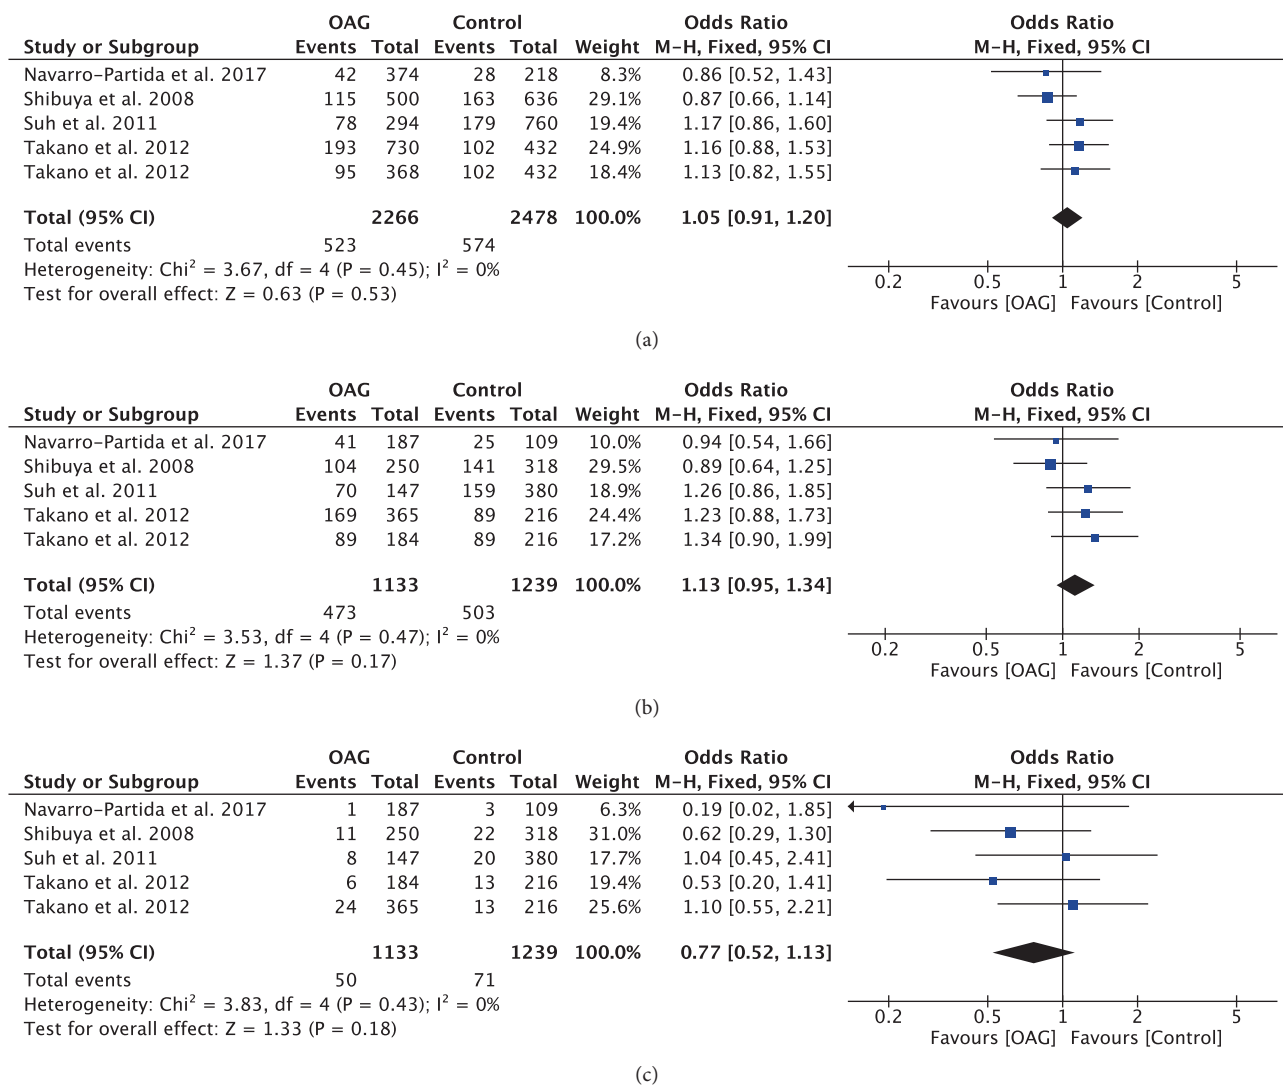 OAG Control Odds Ratio Odds Ratio
Study or Subgroup Events Total Events Total Weight M-H, Fixed, 95% CI M-H, Fixed, 95% CI
Navarro-Partida et al. 2017 42 374 28 218 8.3% 0.86 [0.52, 1.43]
Shibuya et al. 2008 115 500 163 636 29.1% 0.87 [0.66, 1.14]
Suh et al. 2011 78 294 179 760 19.4% 1.17 [0.86, 1.60]
Takano et al. 2012 193 730 102 432 24.9% 1.16 [0.88, 1.53]
Takano et al. 2012 95 368 102 432 18.4% 1.13 [0.82, 1.55]
Total (95% CI) 2266 2478 100.0% 1.05 [0.91, 1.20]
Total events 523 574
Heterogeneity: Chi² = 3.67, df = 4 (P = 0.45); I² = 0%
Test for overall effect: Z = 0.63 (P = 0.53)
0.2 0.5 1 2 5
Favours [OAG] Favours [Control]
(a)
OAG Control Odds Ratio Odds Ratio
Study or Subgroup Events Total Events Total Weight M-H, Fixed, 95% CI M-H, Fixed, 95% CI
Navarro-Partida et al. 2017 41 187 25 109 10.0% 0.94 [0.54, 1.66]
Shibuya et al. 2008 104 250 141 318 29.5% 0.89 [0.64, 1.25]
Suh et al. 2011 70 147 159 380 18.9% 1.26 [0.86, 1.85]
Takano et al. 2012 169 365 89 216 24.4% 1.23 [0.88, 1.73]
Takano et al. 2012 89 184 89 216 17.2% 1.34 [0.90, 1.99]
Total (95% CI) 1133 1239 100.0% 1.13 [0.95, 1.34]
Total events 473 503
Heterogeneity: Chi² = 3.53, df = 4 (P = 0.47); I² = 0%
Test for overall effect: Z = 1.37 (P = 0.17)
0.2 0.5 1 2 5
Favours [OAG] Favours [Control]
(b)
OAG Control Odds Ratio Odds Ratio
Study or Subgroup Events Total Events Total Weight M-H, Fixed, 95% CI M-H, Fixed, 95% CI
Navarro-Partida et al. 2017 1 187 3 109 6.3% 0.19 [0.02, 1.85]
Shibuya et al. 2008 11 250 22 318 31.0% 0.62 [0.29, 1.30]
Suh et al. 2011 8 147 20 380 17.7% 1.04 [0.45, 2.41]
Takano et al. 2012 6 184 13 216 19.4% 0.53 [0.20, 1.41]
Takano et al. 2012 24 365 13 216 25.6% 1.10 [0.55, 2.21]
Total (95% CI) 1133 1239 100.0% 0.77 [0.52, 1.13]
Total events 50 71
Heterogeneity: Chi² = 3.83, df = 4 (P = 0.43); I² = 0%
Test for overall effect: Z = 1.33 (P = 0.18)
0.2 0.5 1 2 5
Favours [OAG] Favours [Control]
(c)